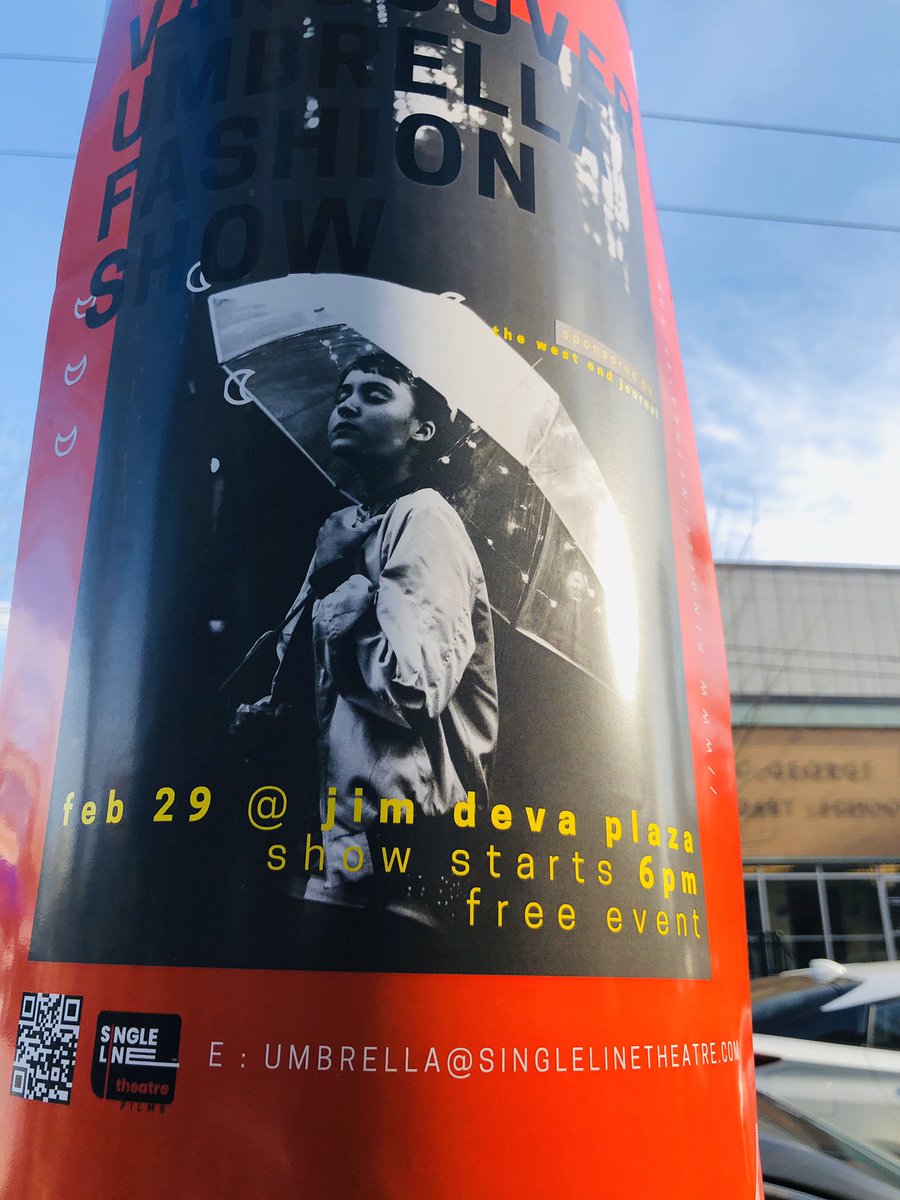 VANCOUVER
UMBRELLA
FASHION
SHOW
sponsored by
the west end journal
feb 29 @ jim deva plaza
show starts 6pm
free event
SINGLE
LINE
theatre
FILMS
E : UMBRELLA@SINGLELINETHEATRE.COM
GEORGE